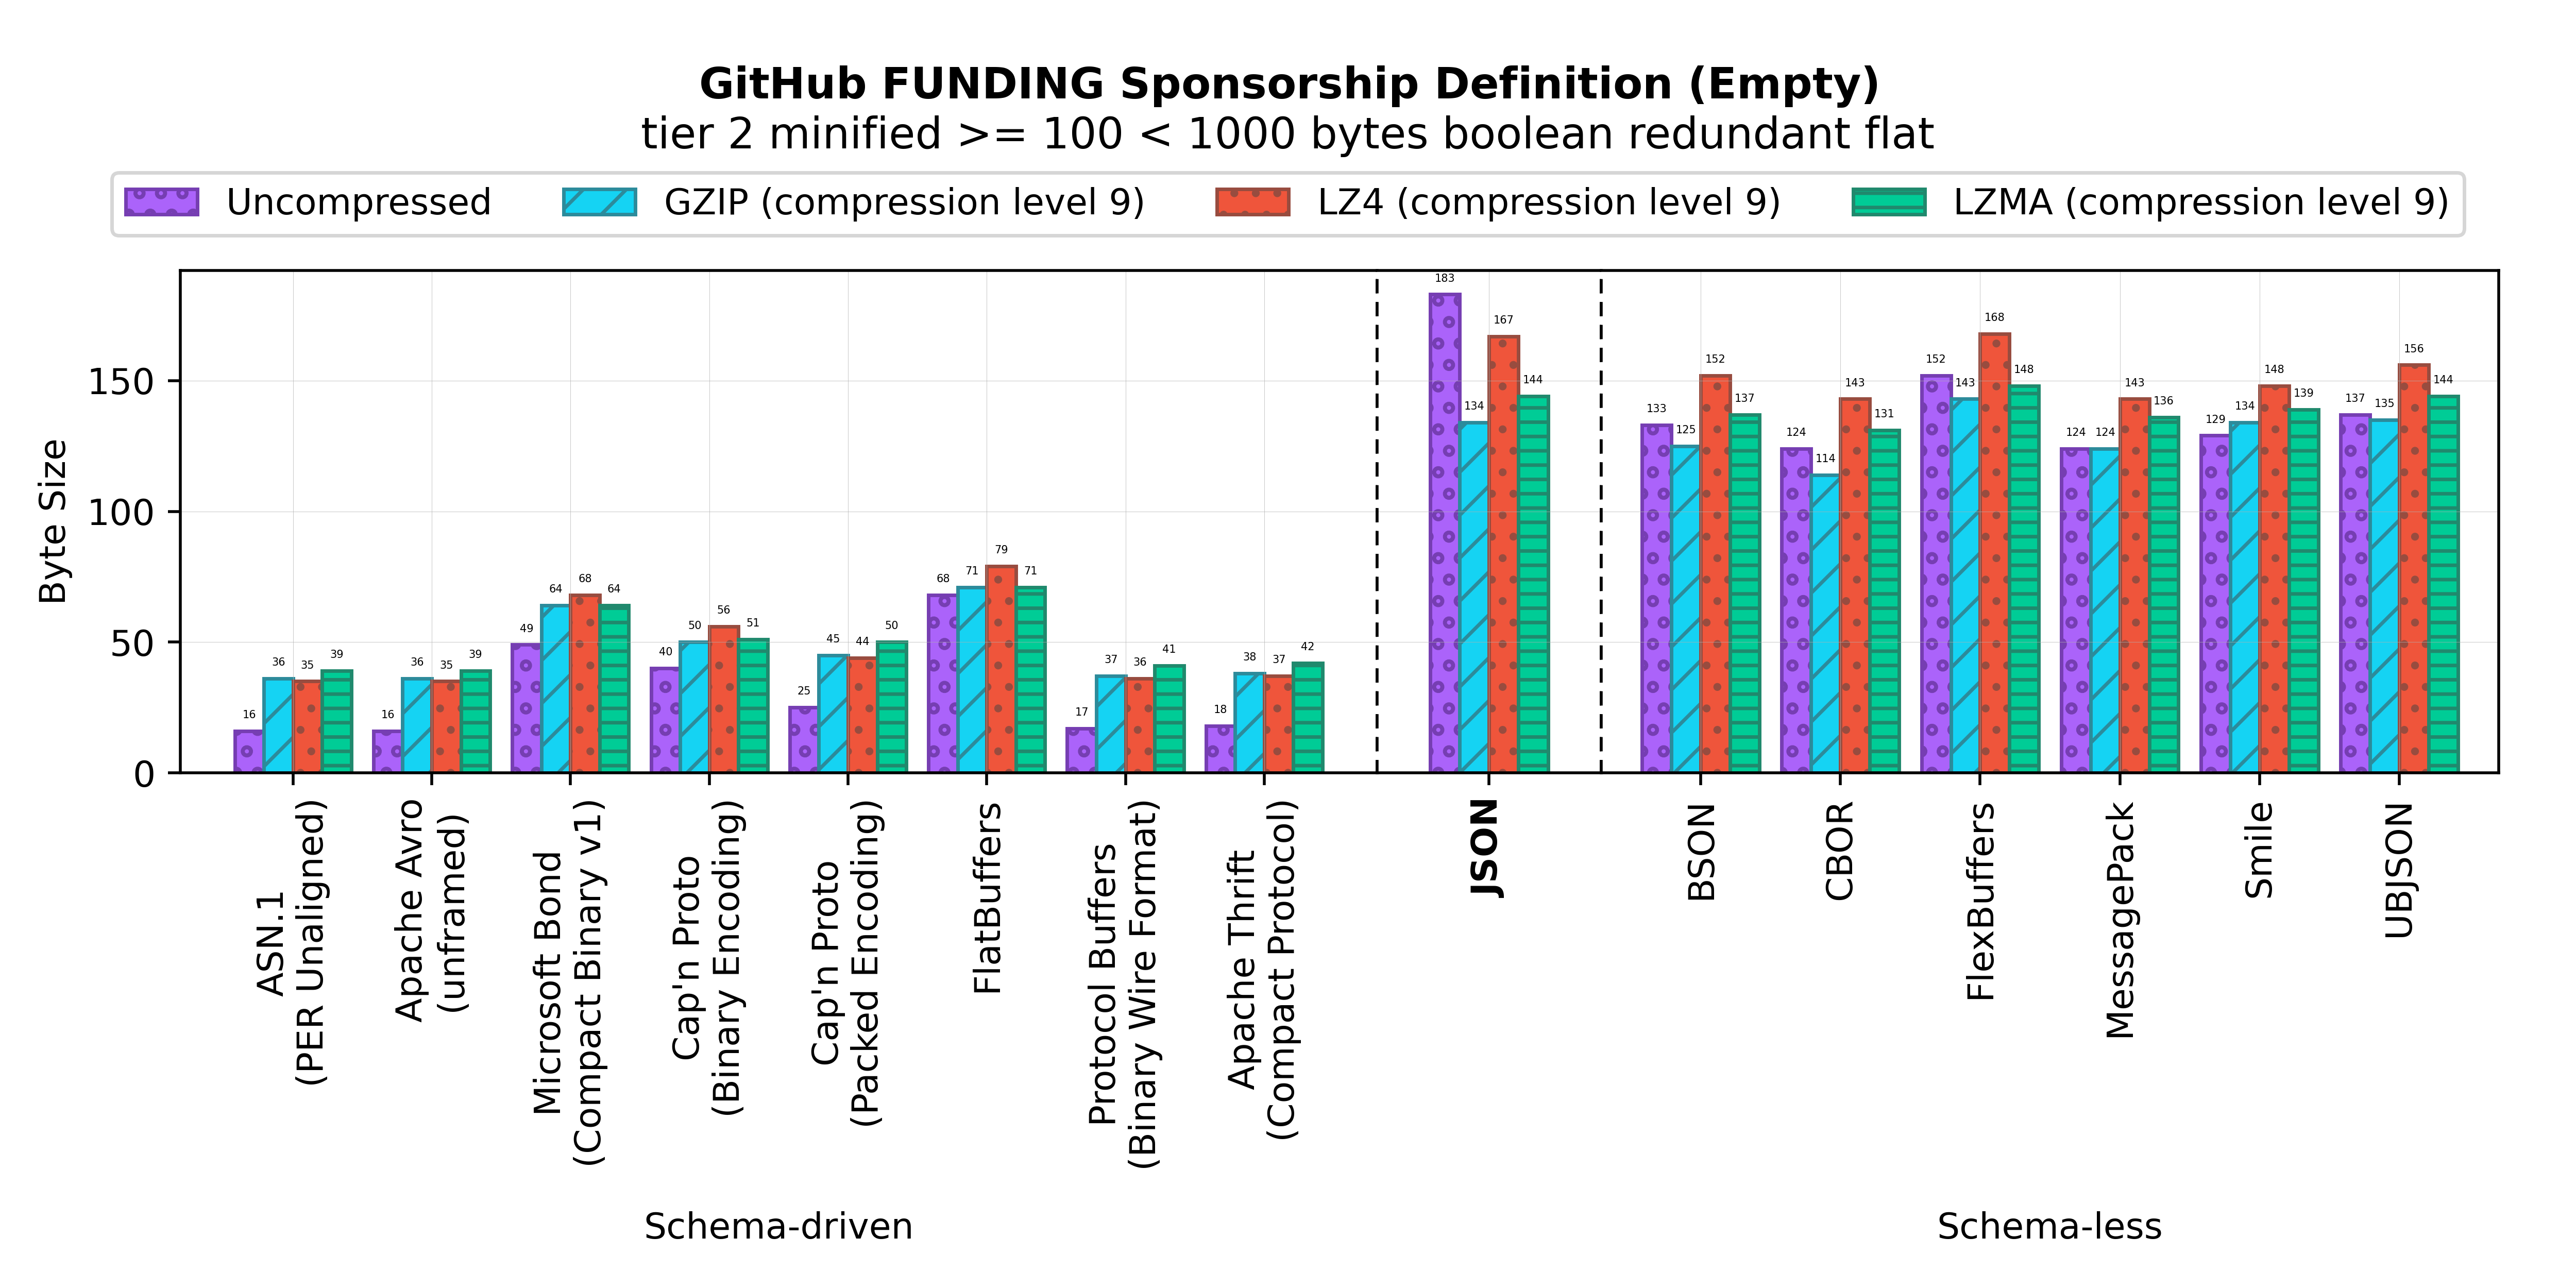 GitHub FUNDING Sponsorship Definition (Empty)
tier 2 minified >= 100 < 1000 bytes boolean redundant flat
Uncompressed
GZIP (compression level 9)
LZ4 (compression level 9)
LZMA (compression level 9)
Byte Size
150
100
50
0
16 36 35 39
16 36 35 39
49 64 68 64
40 50 56 51
25 45 44 50
68 71 79 71
17 37 36 41
18 38 37 42
183 134 167 144
133 125 152 137
124 114 143 131
152 143 168 148
124 124 143 136
129 134 148 139
137 135 156 144
ASN.1
(PER Unaligned)
Apache Avro
(unframed)
Microsoft Bond
(Compact Binary v1)
Cap'n Proto
(Binary Encoding)
Cap'n Proto
(Packed Encoding)
FlatBuffers
Protocol Buffers
(Binary Wire Format)
Apache Thrift
(Compact Protocol)
JSON
BSON
CBOR
FlexBuffers
MessagePack
Smile
UBJSON
Schema-driven
Schema-less